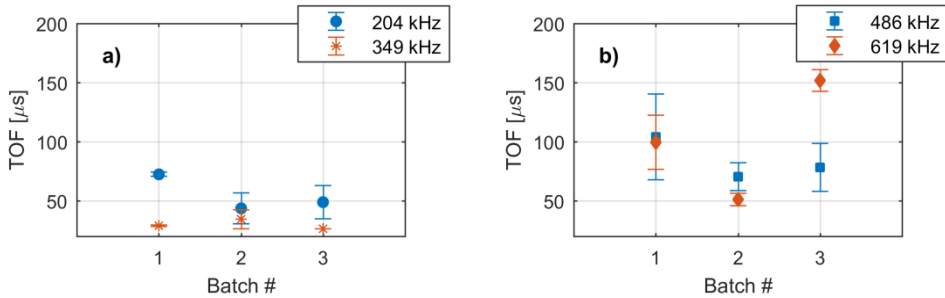 204 kHz
349 kHz
a)
200
150
100
50
TOF [μs]
1 2 3
Batch #
486 kHz
619 kHz
b)
200
150
100
50
TOF [μs]
1 2 3
Batch #